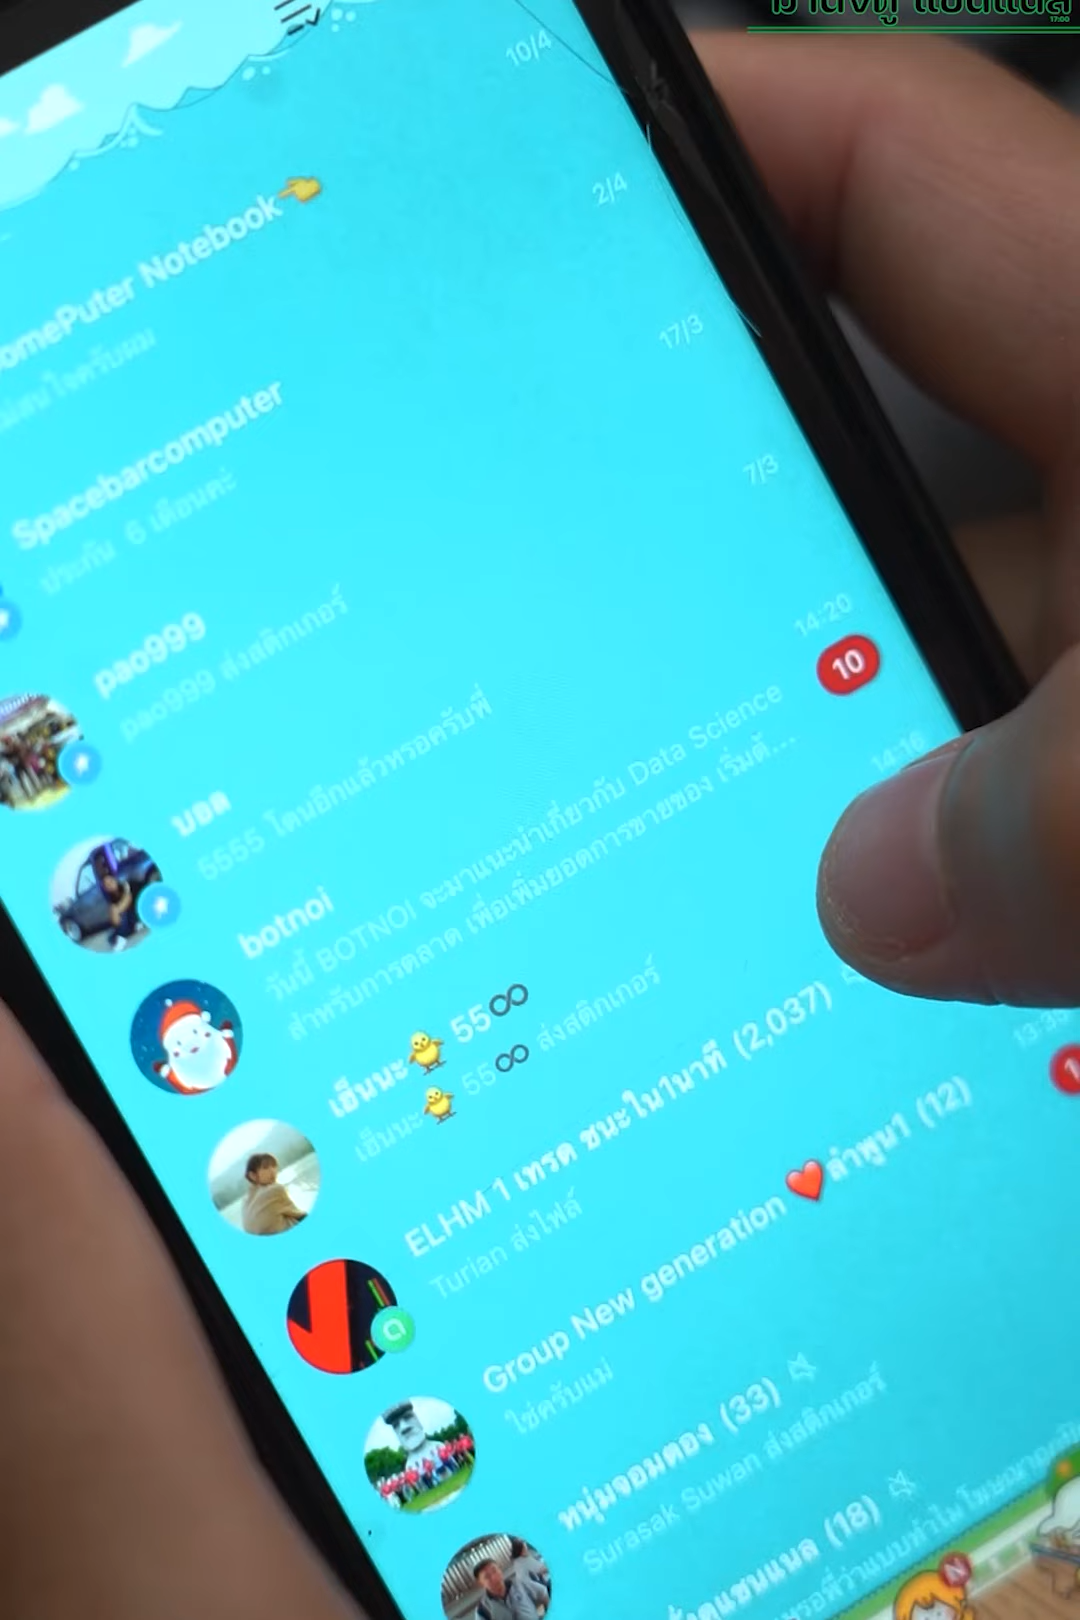 17:00
10/4
omePuter Notebook👈
2/4
Spacebarcomputer
ประกัน 6 เดือนค่ะ
17/3
pao999
pao999 ส่งสติกเกอร์
7/3
บอล
5555 โดนอีกแล้วหรอครับพี่
14:20
botnoi
วันนี้ BOTNOI จะมาแนะนำเกี่ยวกับ Data Science
สำหรับการตลาด เพื่อเพิ่มยอดการขายของ เริ่มต้...
10
14:16
เฮ็นนะ🐥 55∞
เฮ็นนะ🐥 55∞ ส่งสติกเกอร์
ELHM 1 เทรด ชนะใน1นาที (2,037)
Turian ส่งไฟล์
Group New generation ❤️ลำพูน1 (12)
ใช่ครับแม่
หนุ่มจอมตอง (33)
Surasak Suwan ส่งสติกเกอร์
(18)
N